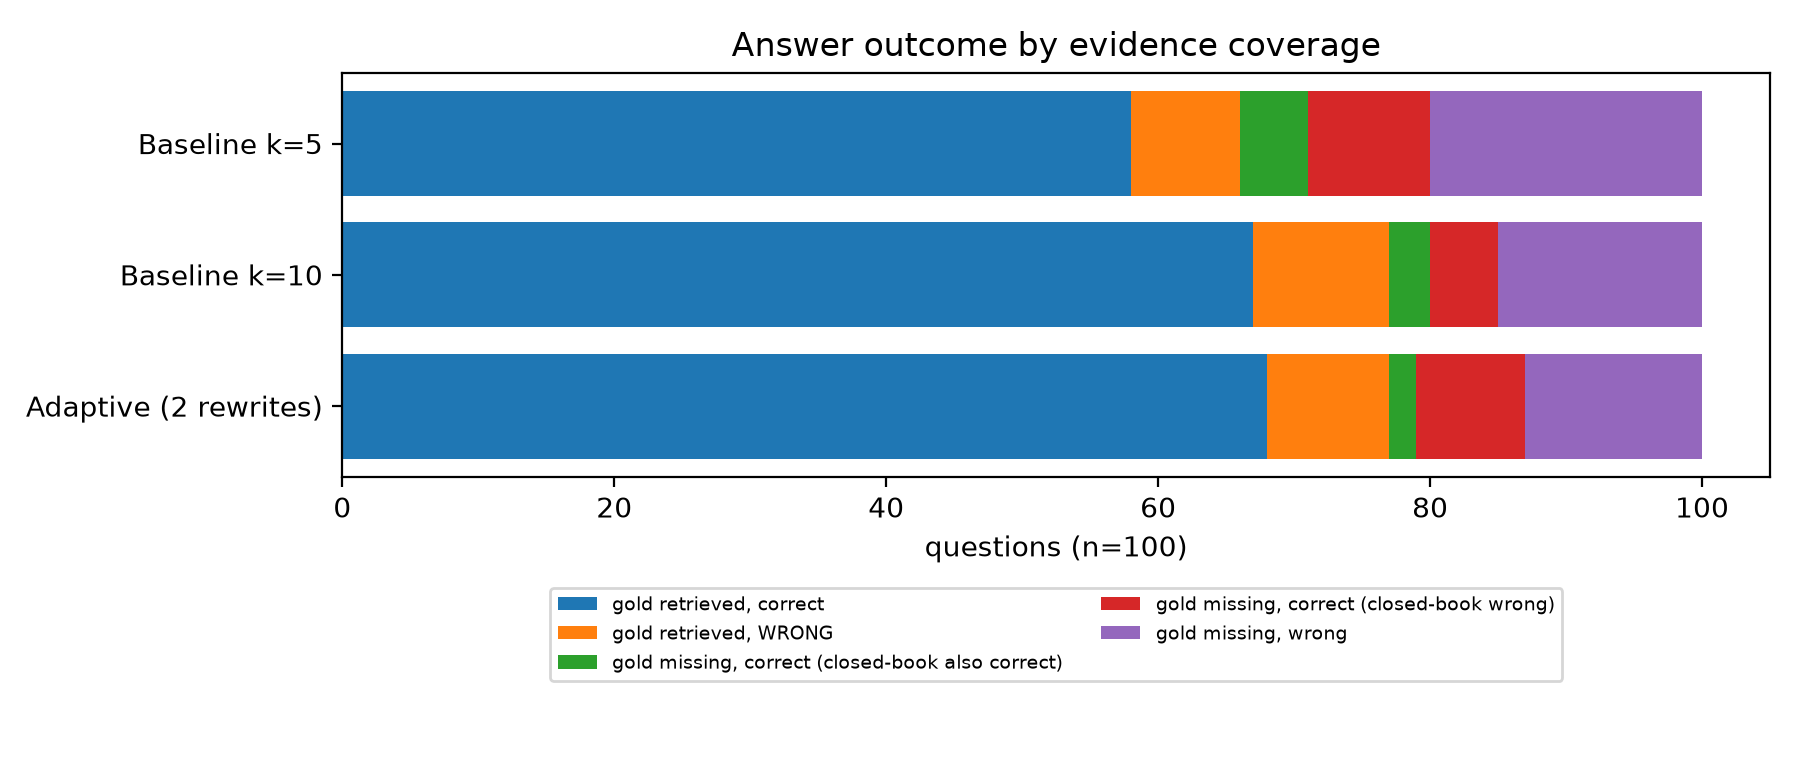 Answer outcome by evidence coverage
Baseline k=5
Baseline k=10
Adaptive (2 rewrites)
0 20 40 60 80 100
questions (n=100)
gold retrieved, correct
gold retrieved, WRONG
gold missing, correct (closed-book also correct)
gold missing, correct (closed-book wrong)
gold missing, wrong